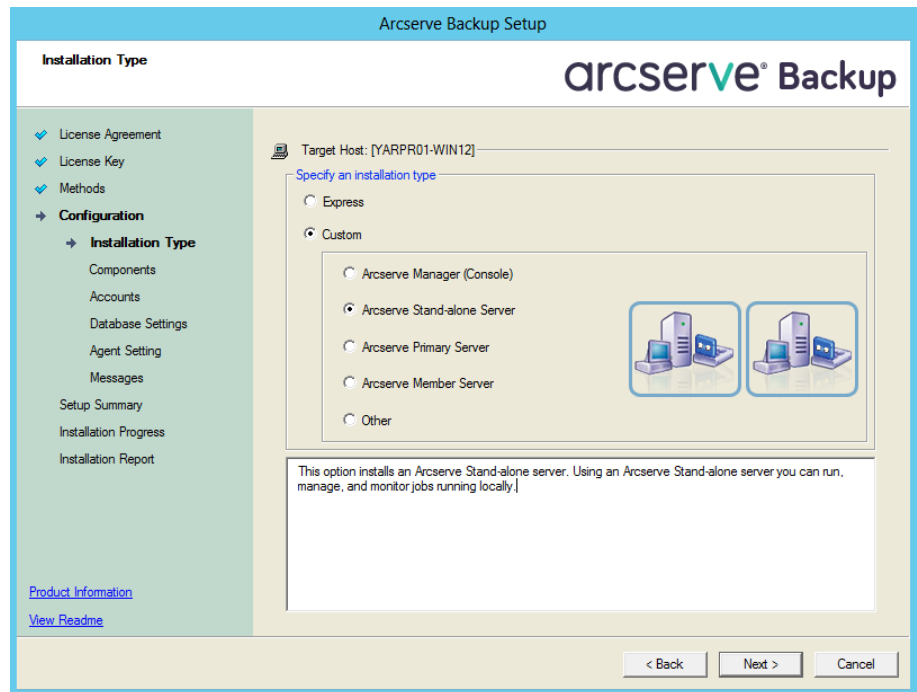 Arcserve Backup Setup
Installation Type
arcserve® Backup
License Agreement
License Key
Methods
Configuration
Installation Type
Components
Accounts
Database Settings
Agent Setting
Messages
Setup Summary
Installation Progress
Installation Report
Product Information
View Readme
Target Host: [YARPR01-WIN12]
Specify an installation type
Express
Custom
Arcserve Manager (Console)
Arcserve Stand-alone Server
Arcserve Primary Server
Arcserve Member Server
Other
This option installs an Arcserve Stand-alone server. Using an Arcserve Stand-alone server you can run,
manage, and monitor jobs running locally.
< Back
Next >
Cancel